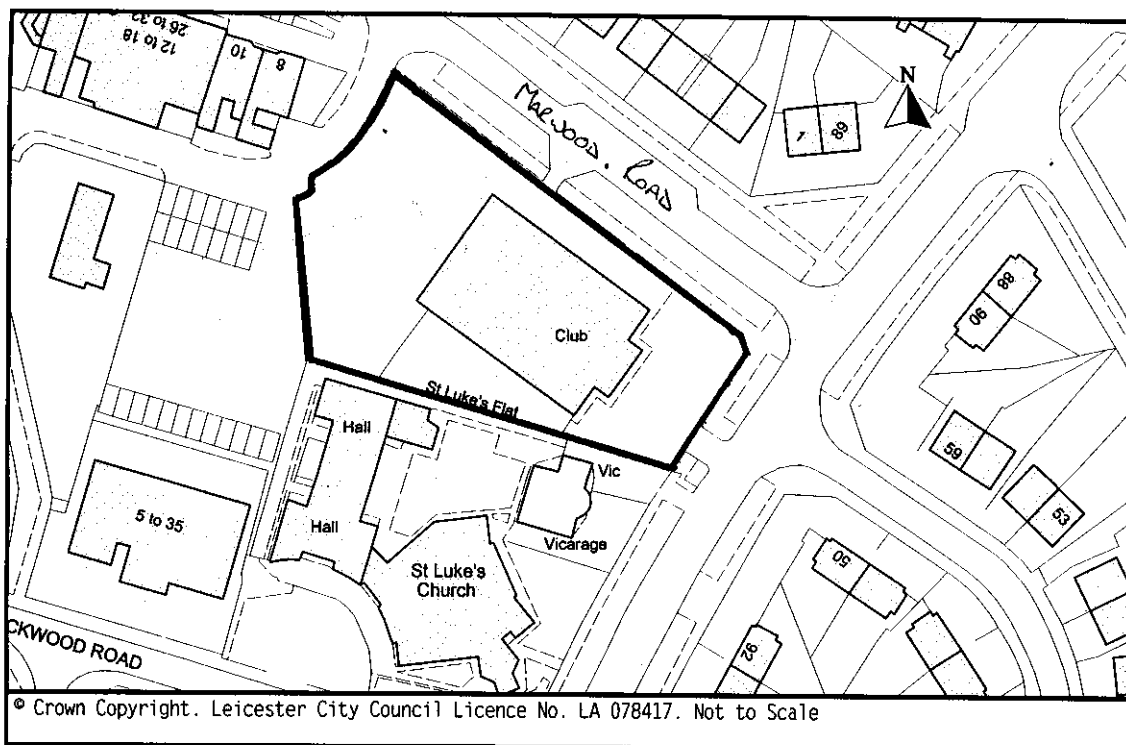 26 to 32
12 to 18
10
8
Marwood. Road
N
1
89
88
90
Club
St Luke's Flat
Hall
Vic
59
53
Hall
5 to 35
Vicarage
50
St Luke's
Church
92
CKWOOD ROAD
© Crown Copyright. Leicester City Council Licence No. LA 078417. Not to Scale